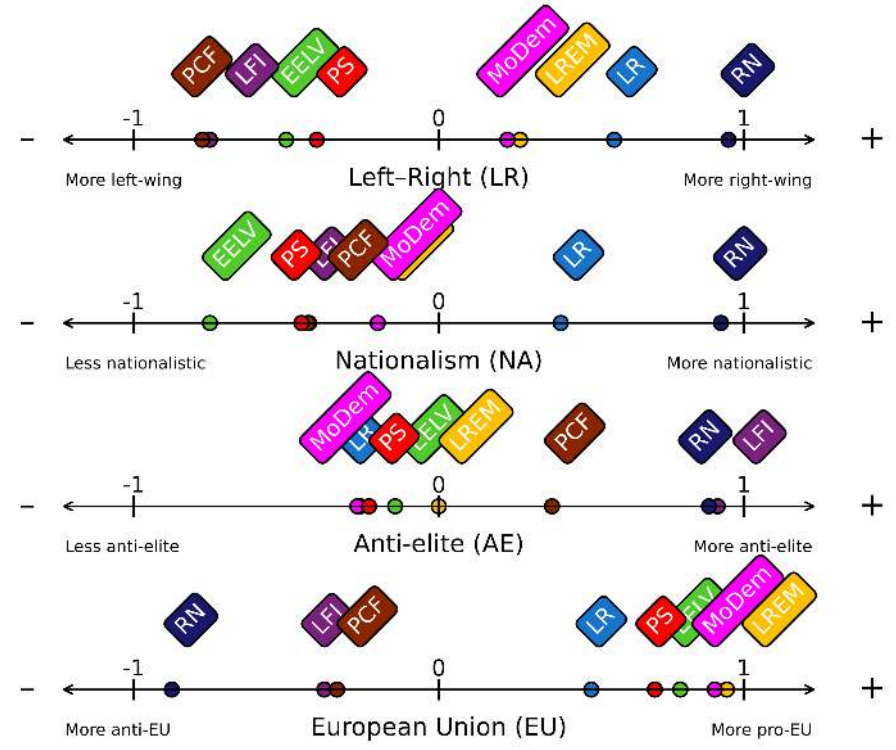 PCF LFI EELV PS MoDem LREM LR RN
-1 0 1
− +
More left-wing Left–Right (LR) More right-wing
EELV PS LFI PCF MoDem LR RN
-1 0 1
− +
Less nationalistic Nationalism (NA) More nationalistic
MoDem LR PS EELV LREM PCF RN LFI
-1 0 1
− +
Less anti-elite Anti-elite (AE) More anti-elite
RN LFI PCF LR PS EELV MoDem LREM
-1 0 1
− +
More anti-EU European Union (EU) More pro-EU